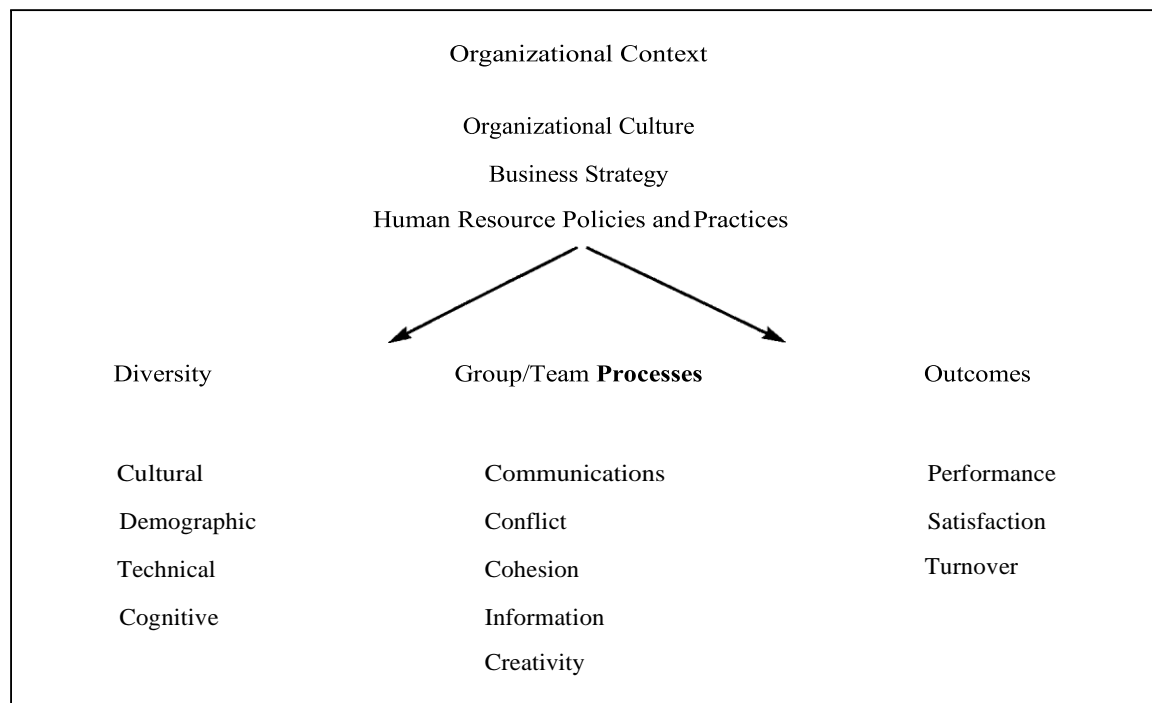 Organizational Context
Organizational Culture
Business Strategy
Human Resource Policies and Practices
Diversity
Group/Team Processes
Outcomes
Cultural
Communications
Performance
Demographic
Conflict
Satisfaction
Technical
Cohesion
Turnover
Cognitive
Information
Creativity